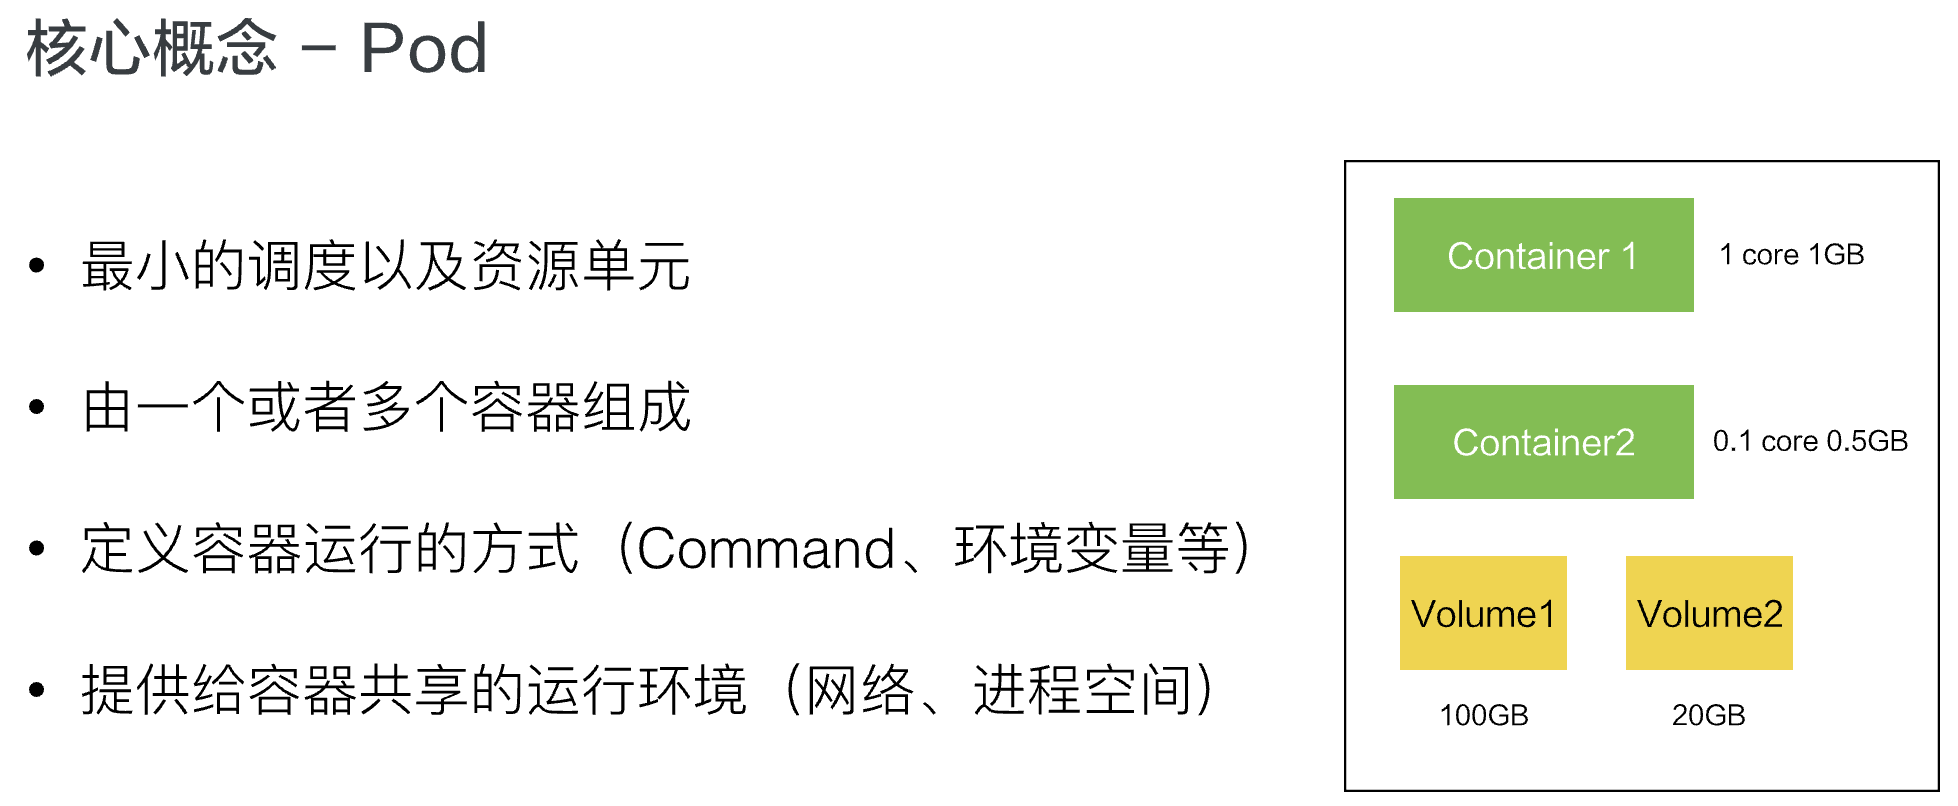 核心概念 – Pod
• 最小的调度以及资源单元
• 由一个或者多个容器组成
• 定义容器运行的方式（Command、环境变量等）
• 提供给容器共享的运行环境（网络、进程空间）
Container 1
1 core 1GB
Container2
0.1 core 0.5GB
Volume1
Volume2
100GB
20GB